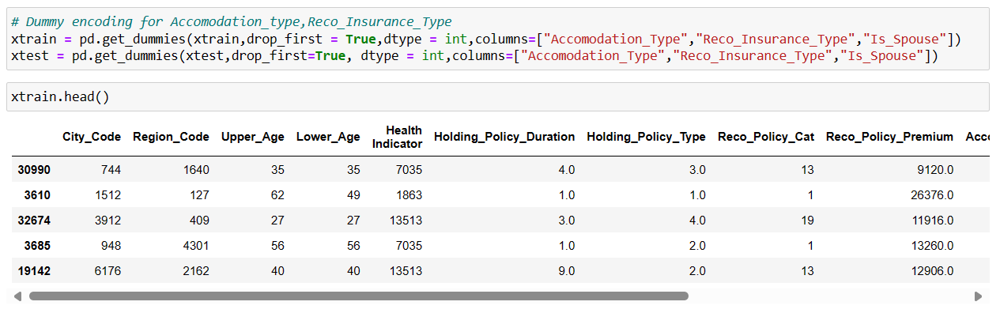 # Dummy encoding for Accomodation_type,Reco_Insurance_Type
xtrain = pd.get_dummies(xtrain,drop_first = True,dtype = int,columns=["Accomodation_Type","Reco_Insurance_Type","Is_Spouse"])
xtest = pd.get_dummies(xtest,drop_first=True, dtype = int,columns=["Accomodation_Type","Reco_Insurance_Type","Is_Spouse"])
xtrain.head()
City_Code Region_Code Upper_Age Lower_Age Health Indicator Holding_Policy_Duration Holding_Policy_Type Reco_Policy_Cat Reco_Policy_Premium Acco
30990 744 1640 35 35 7035 4.0 3.0 13 9120.0
3610 1512 127 62 49 1863 1.0 1.0 1 26376.0
32674 3912 409 27 27 13513 3.0 4.0 19 11916.0
3685 948 4301 56 56 7035 1.0 2.0 1 13260.0
19142 6176 2162 40 40 13513 9.0 2.0 13 12906.0